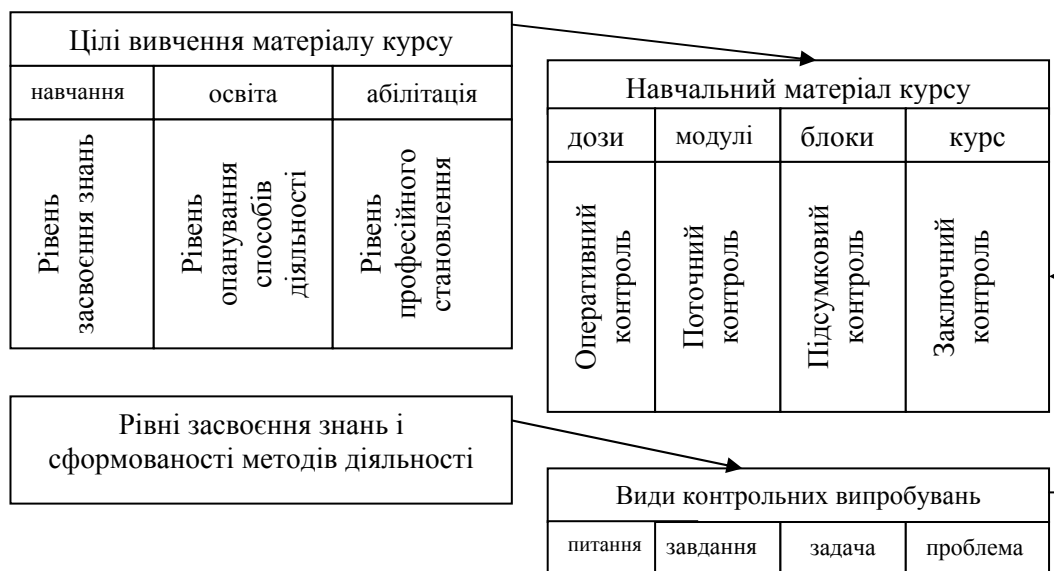 Цілі вивчення матеріалу курсу
навчання
освіта
абілітація
Рівень
засвоєння знань
Рівень
опанування
способів
діяльності
Рівень
професійного
становлення
Навчальний матеріал курсу
дози
модулі
блоки
курс
Оперативний
контроль
Поточний
контроль
Підсумковий
контроль
Заключний
контроль
Рівні засвоєння знань і
сформованості методів діяльності
Види контрольних випробувань
питання
завдання
задача
проблема